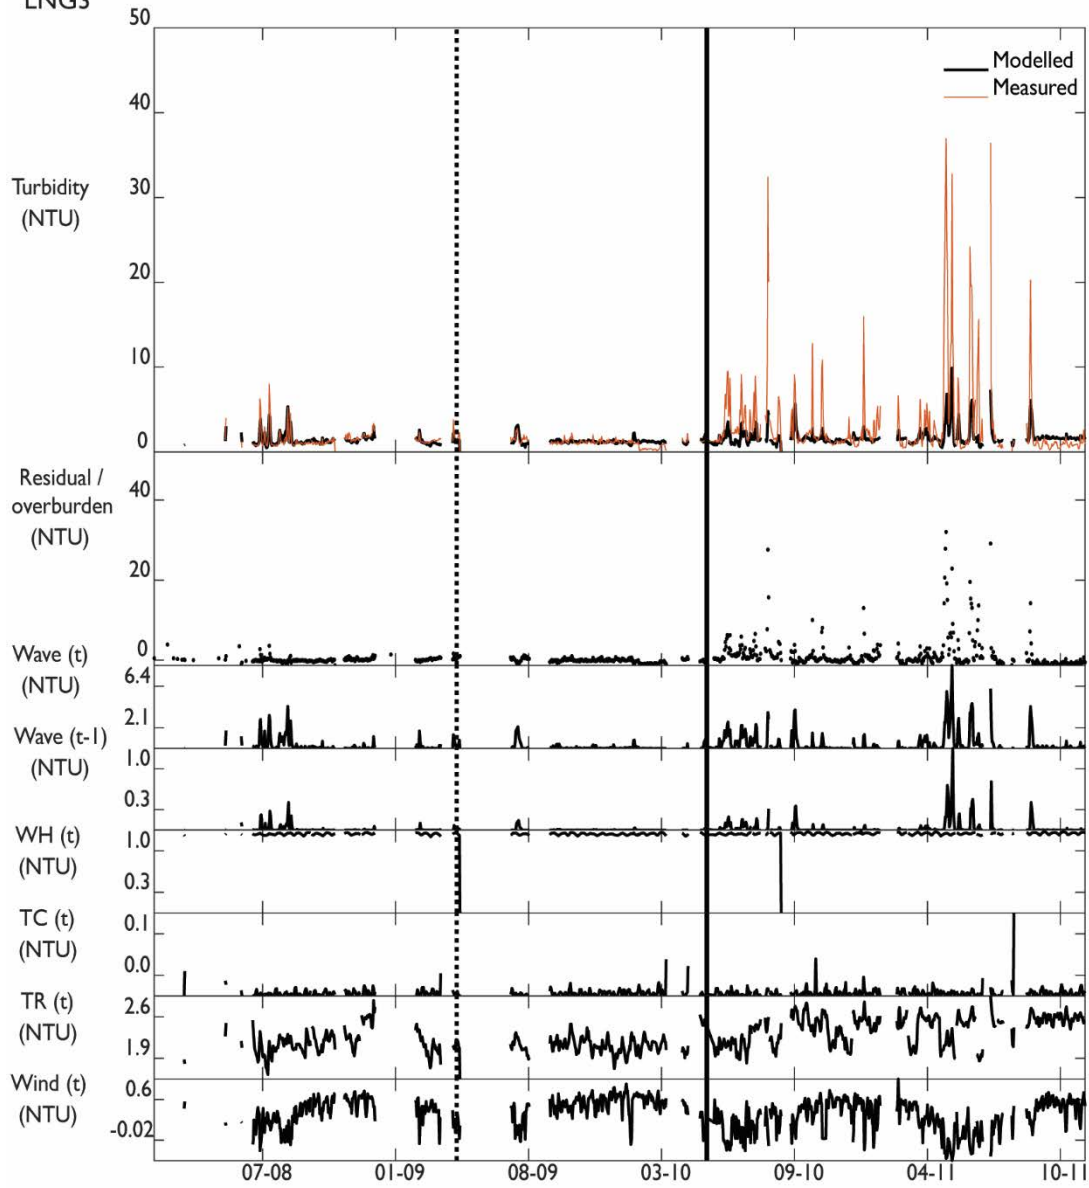 LNG3
50
Modelled
Measured
40
Turbidity
(NTU)
30
20
10
0
Residual /
overburden
(NTU)
40
20
0
Wave (t)
(NTU)
6.4
2.1
Wave (t-1)
(NTU)
1.0
0.3
WH (t)
(NTU)
1.0
0.3
TC (t)
(NTU)
0.1
0.0
TR (t)
(NTU)
2.6
1.9
Wind (t)
(NTU)
0.6
-0.02
07-08 01-09 08-09 03-10 09-10 04-11 10-11